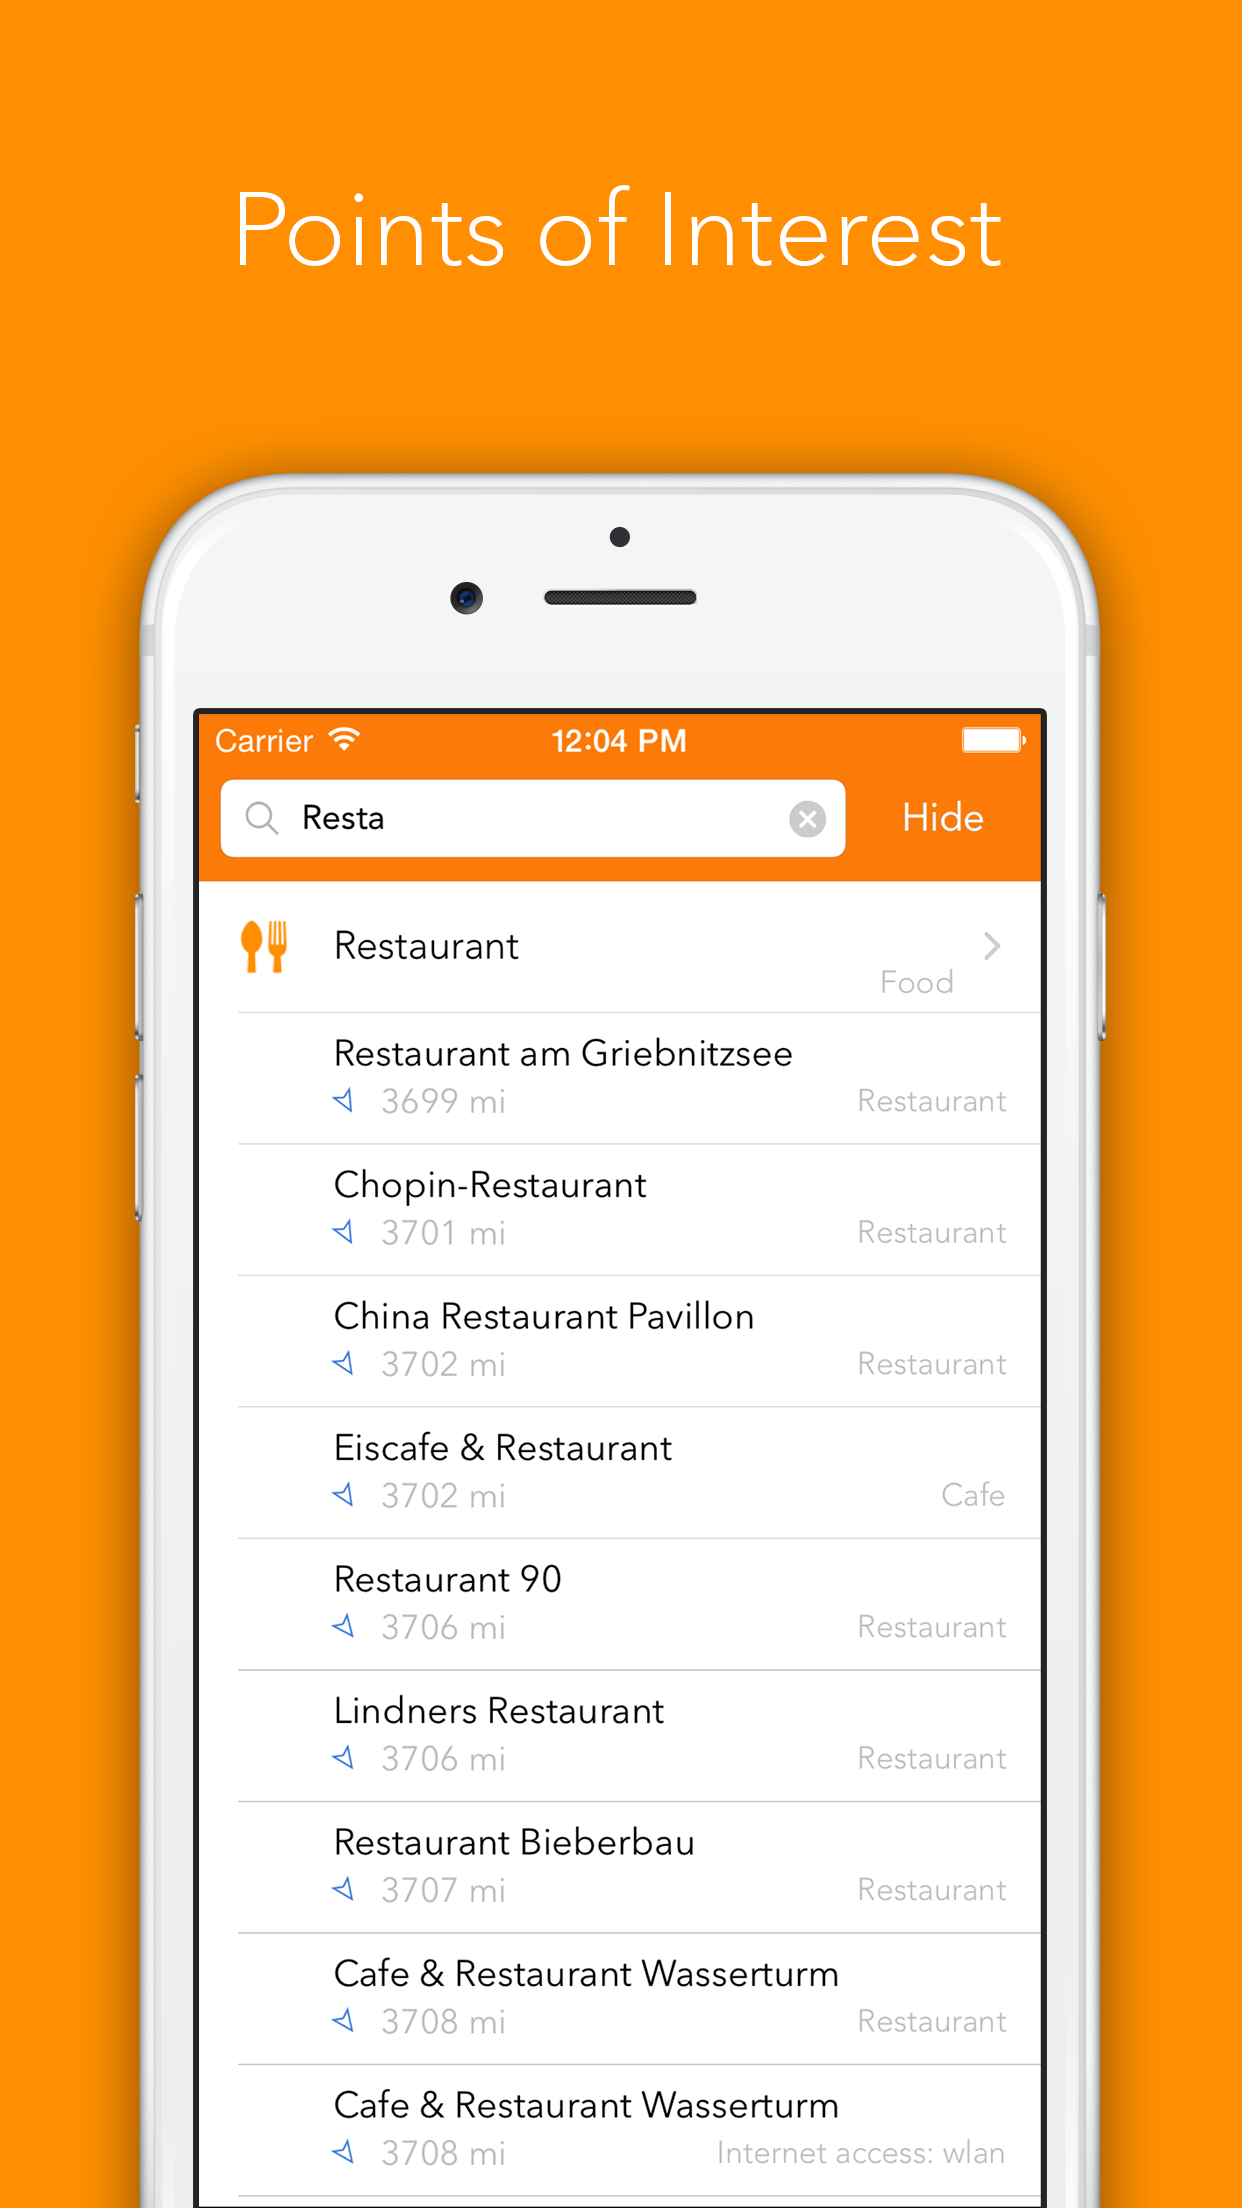 Points of Interest
Carrier 12:04 PM
Resta Hide
Restaurant
Food
Restaurant am Griebnitzsee
3699 mi Restaurant
Chopin-Restaurant
3701 mi Restaurant
China Restaurant Pavillon
3702 mi Restaurant
Eiscafe & Restaurant
3702 mi Cafe
Restaurant 90
3706 mi Restaurant
Lindners Restaurant
3706 mi Restaurant
Restaurant Bieberbau
3707 mi Restaurant
Cafe & Restaurant Wasserturm
3708 mi Restaurant
Cafe & Restaurant Wasserturm
3708 mi Internet access: wlan